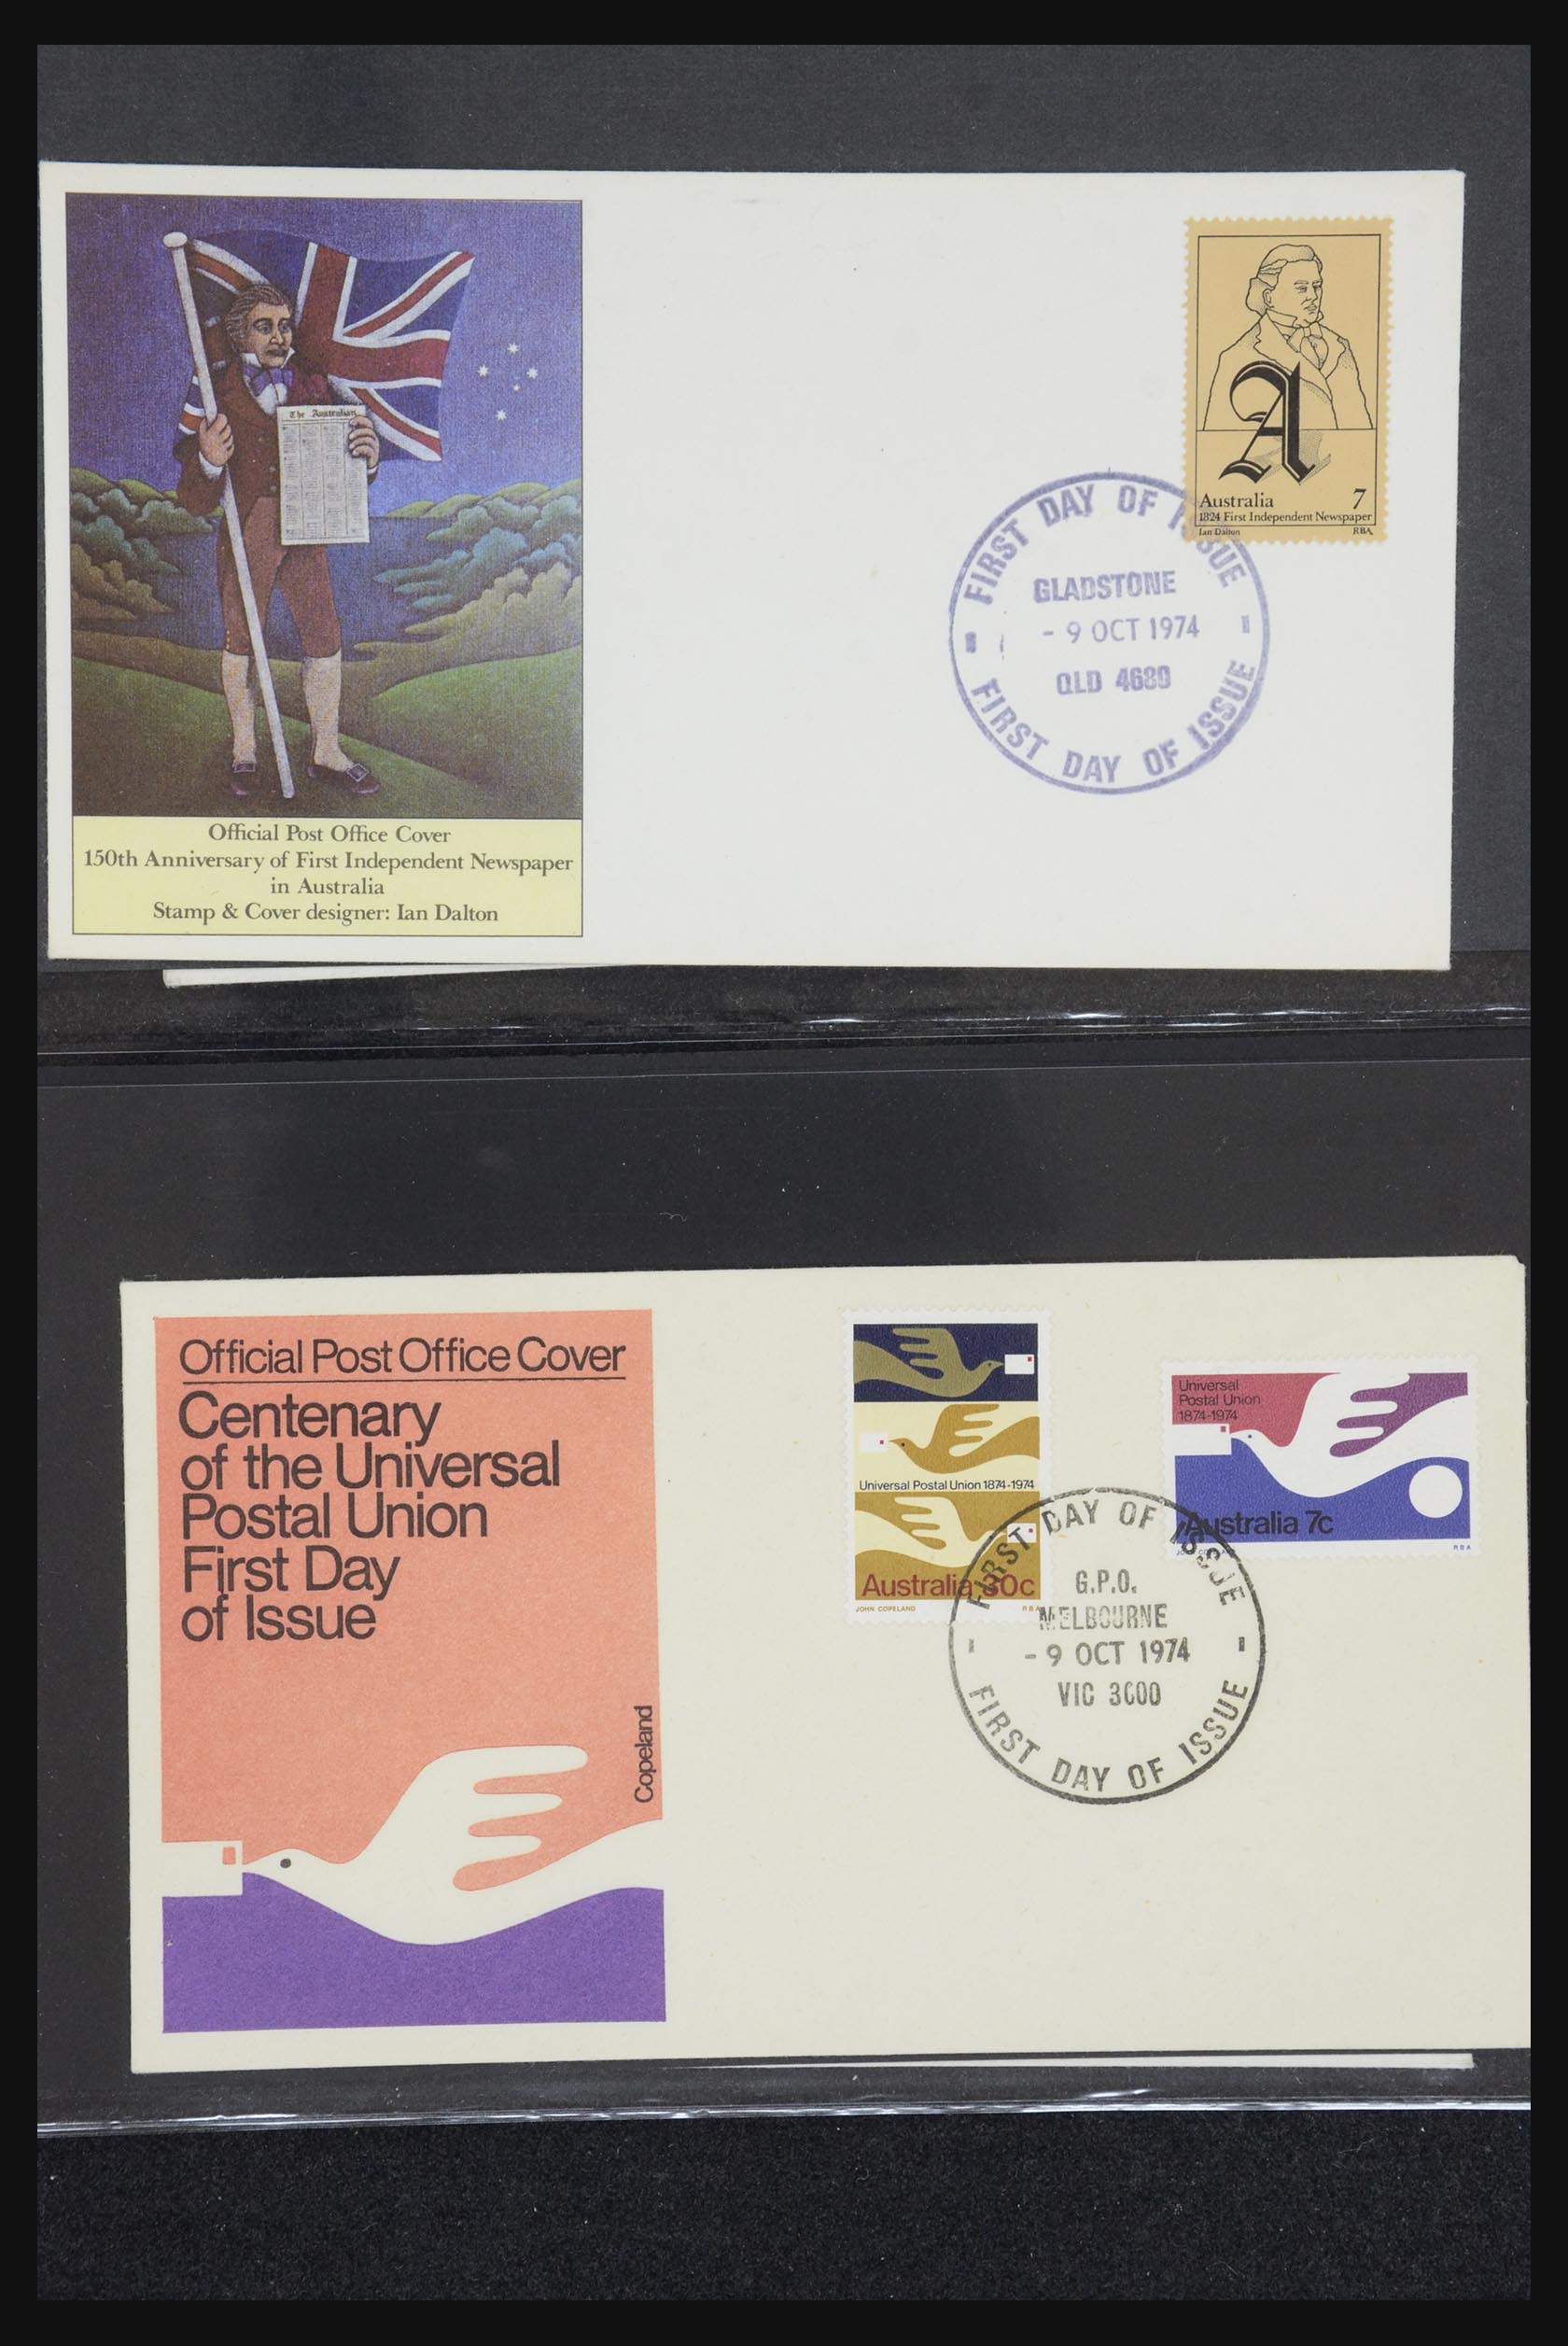 The Australian
Official Post Office Cover
150th Anniversary of First Independent Newspaper
in Australia
Stamp & Cover designer: Ian Dalton
A
Australia 7
1824 First Independent Newspaper
Ian Dalton RBA
FIRST DAY OF ISSUE
GLADSTONE
- 9 OCT 1974
QLD 4680
FIRST DAY OF ISSUE
Official Post Office Cover
Centenary
of the Universal
Postal Union
First Day
of Issue
Copeland
Universal Postal Union 1874-1974
Australia 30c
JOHN COPELAND RBA
Universal
Postal Union
1874-1974
Australia 7c
RBA
FIRST DAY OF ISSUE
G.P.O.
MELBOURNE
- 9 OCT 1974
VIC 3000
FIRST DAY OF ISSUE